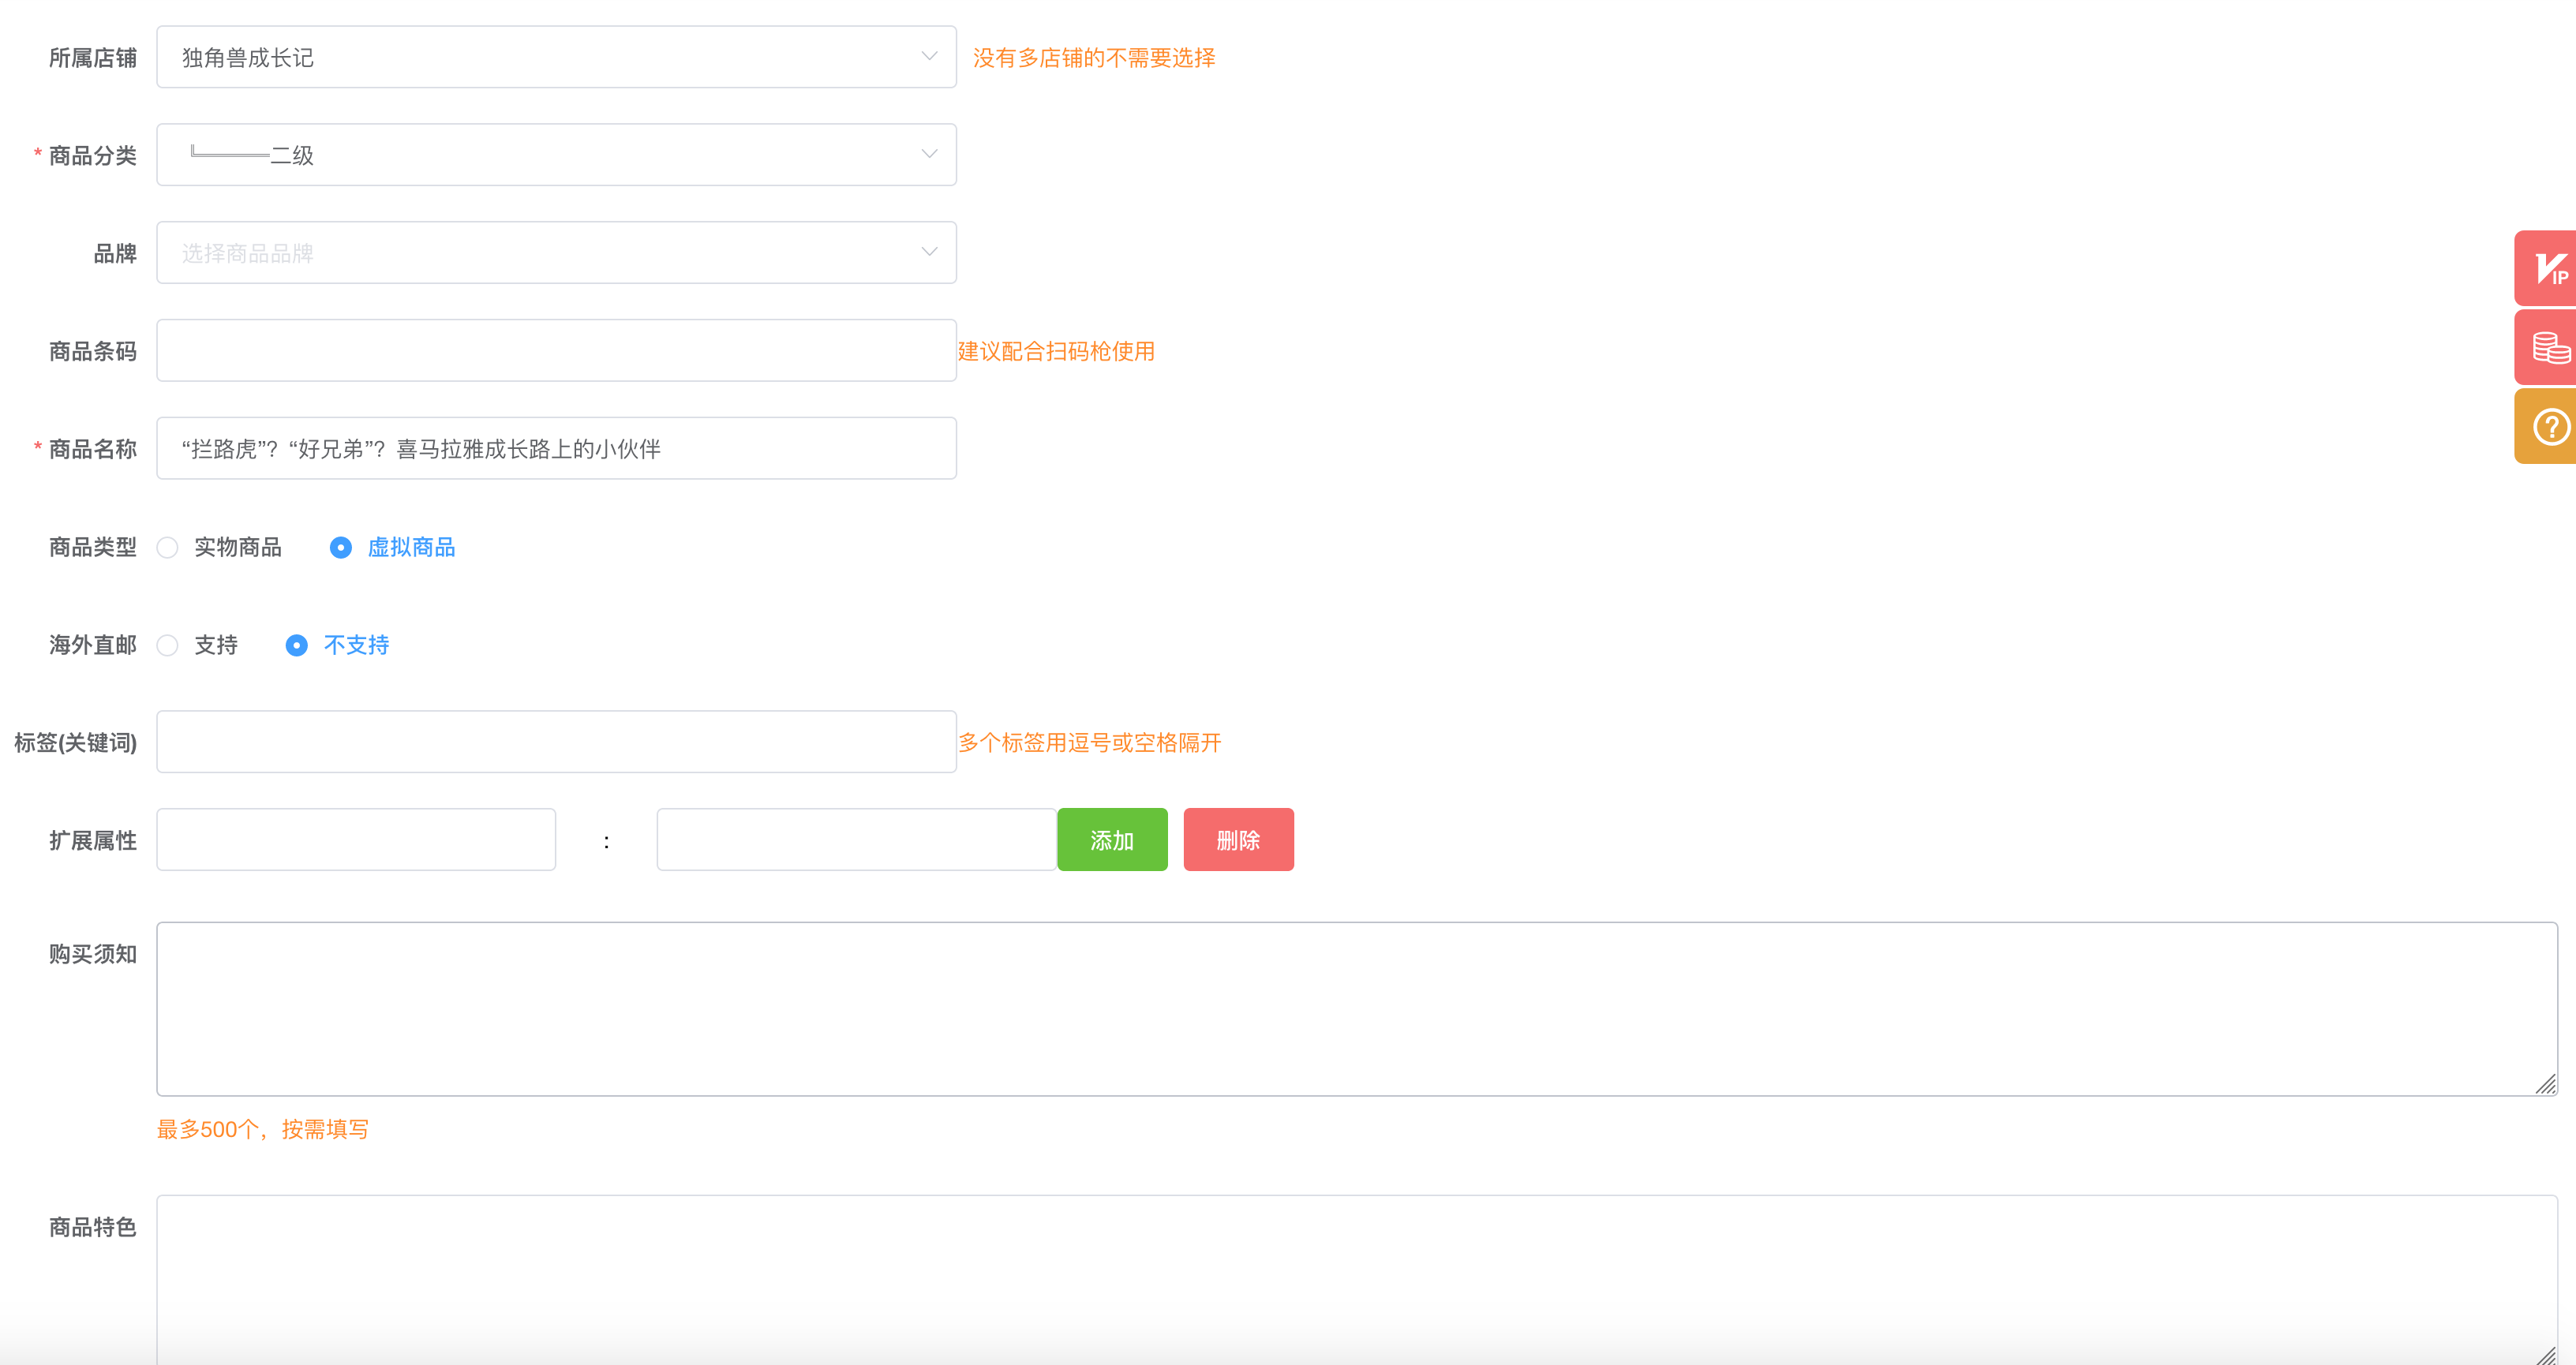 所属店铺 独角兽成长记 没有多店铺的不需要选择
* 商品分类 ╚═════二级
品牌 选择商品品牌
商品条码 建议配合扫码枪使用
* 商品名称 “拦路虎”？“好兄弟”？喜马拉雅成长路上的小伙伴
商品类型 实物商品 虚拟商品
海外直邮 支持 不支持
标签(关键词) 多个标签用逗号或空格隔开
扩展属性 : 添加 删除
购买须知
最多500个，按需填写
商品特色
VIP
?